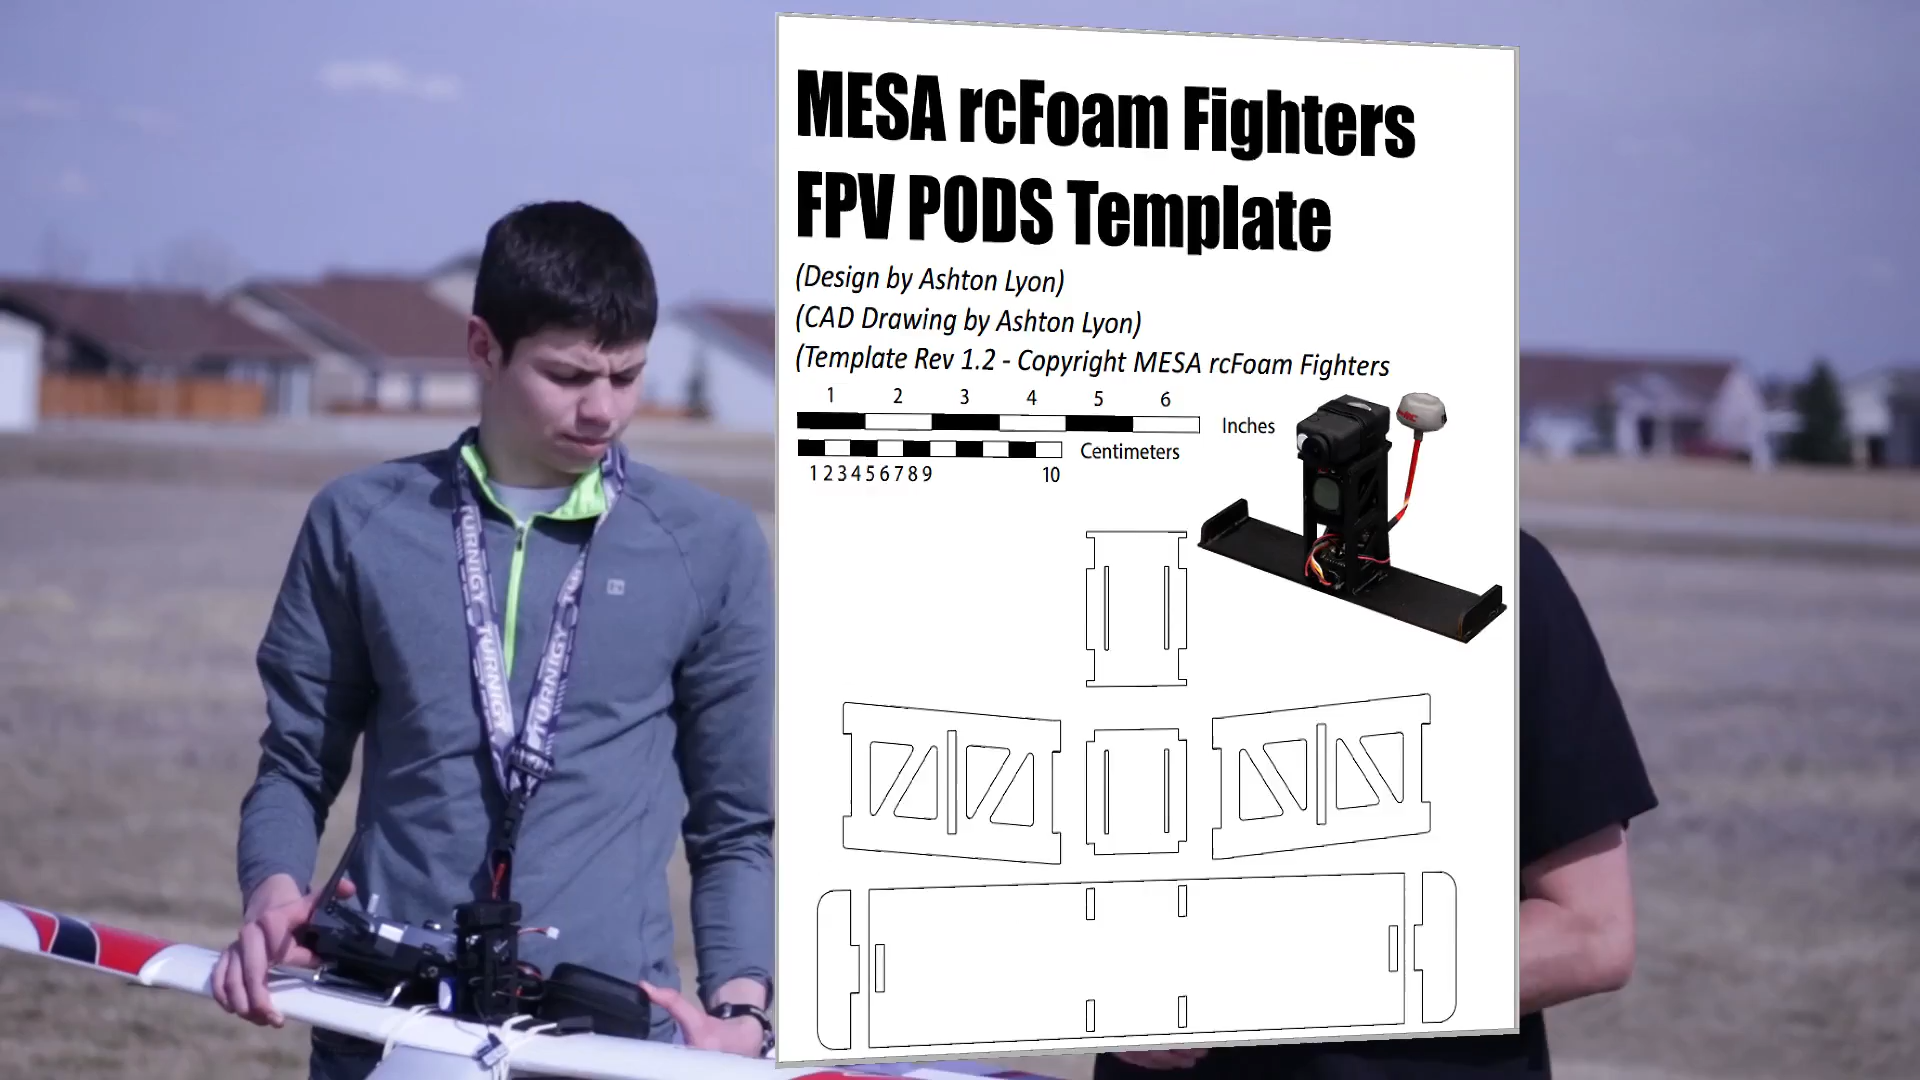 MESA rcFoam Fighters
FPV PODS Template
(Design by Ashton Lyon)
(CAD Drawing by Ashton Lyon)
(Template Rev 1.2 - Copyright MESA rcFoam Fighters
1 2 3 4 5 6
Inches
Centimeters
1 2 3 4 5 6 7 8 9 10
TURNIGY
TURNIGY
TURNIGY
TURNIGY